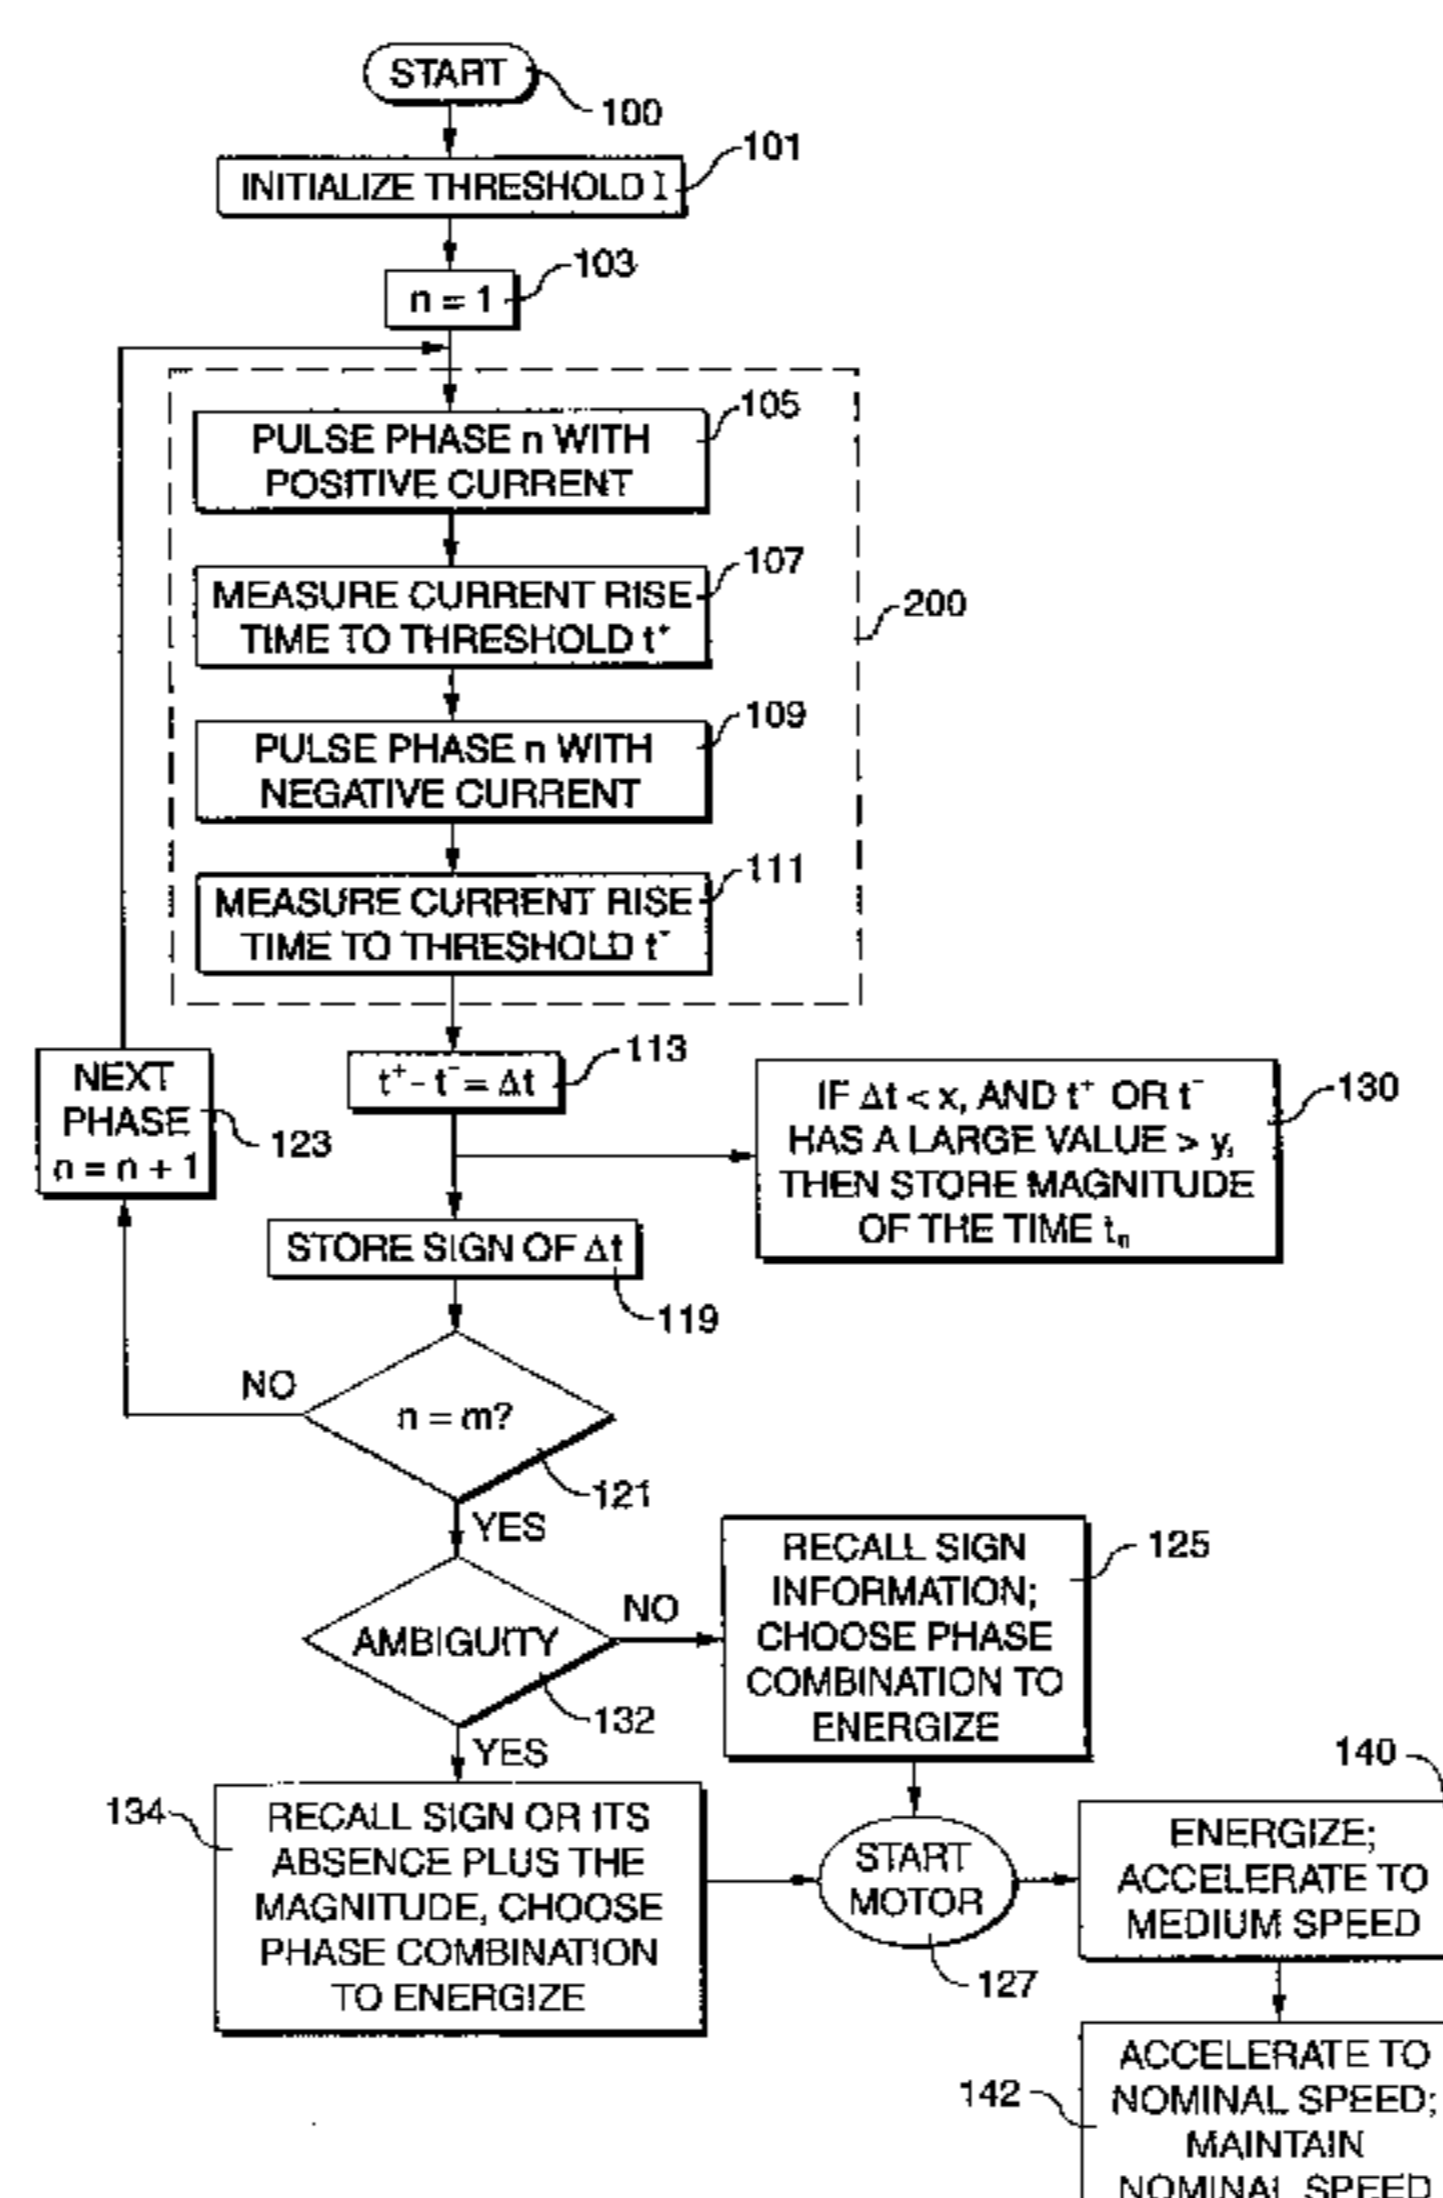 START
100
INITIALIZE THRESHOLD I
101
n = 1
103
PULSE PHASE n WITH
POSITIVE CURRENT
105
MEASURE CURRENT RISE
TIME TO THRESHOLD t⁺
107
200
PULSE PHASE n WITH
NEGATIVE CURRENT
109
MEASURE CURRENT RISE
TIME TO THRESHOLD t⁻
111
t⁺ - t⁻ = Δt
113
NEXT
PHASE
n = n + 1
123
IF Δt < x, AND t⁺ OR t⁻
HAS A LARGE VALUE > y,
THEN STORE MAGNITUDE
OF THE TIME tₙ
130
STORE SIGN OF Δt
119
NO
n = m?
121
YES
AMBIGUITY
132
NO
YES
RECALL SIGN
INFORMATION;
CHOOSE PHASE
COMBINATION TO
ENERGIZE
125
134
RECALL SIGN OR ITS
ABSENCE PLUS THE
MAGNITUDE, CHOOSE
PHASE COMBINATION
TO ENERGIZE
START
MOTOR
127
140
ENERGIZE;
ACCELERATE TO
MEDIUM SPEED
142
ACCELERATE TO
NOMINAL SPEED;
MAINTAIN
NOMINAL SPEED